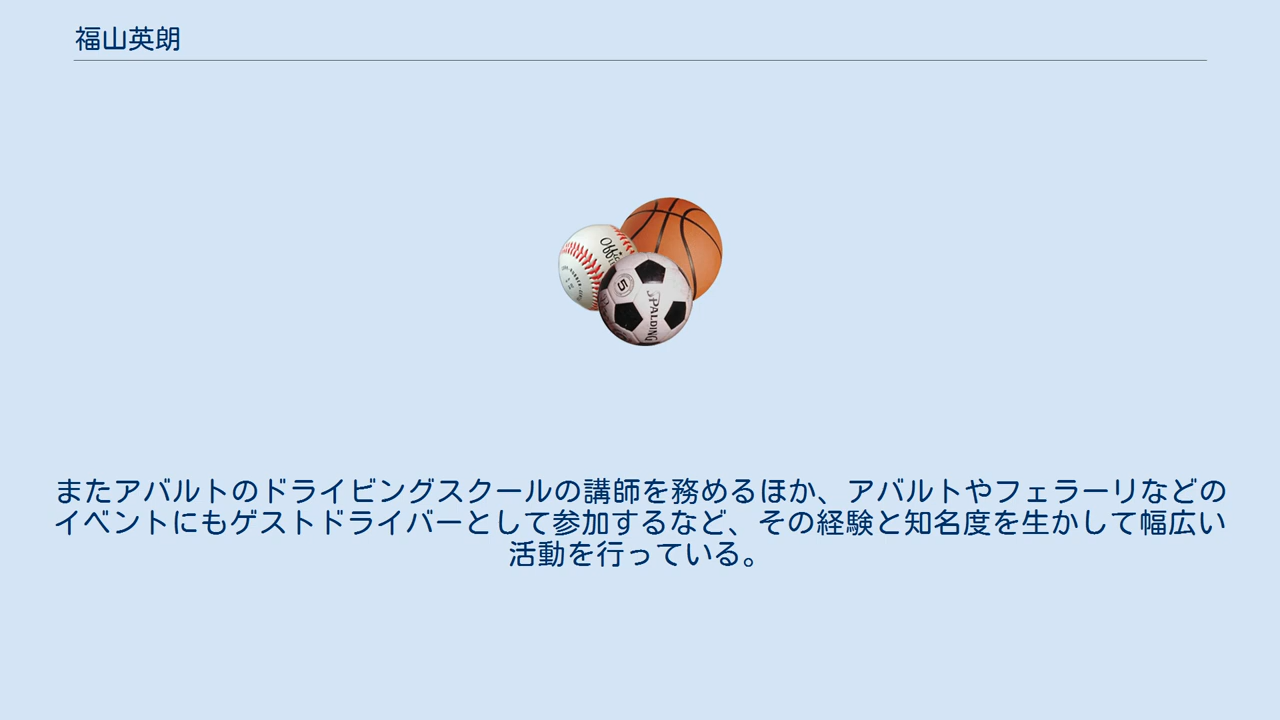 福山英朗
Offic
5
SPALDING
またアバルトのドライビングスクールの講師を務めるほか、アバルトやフェラーリなどの
イベントにもゲストドライバーとして参加するなど、その経験と知名度を生かして幅広い
活動を行っている。